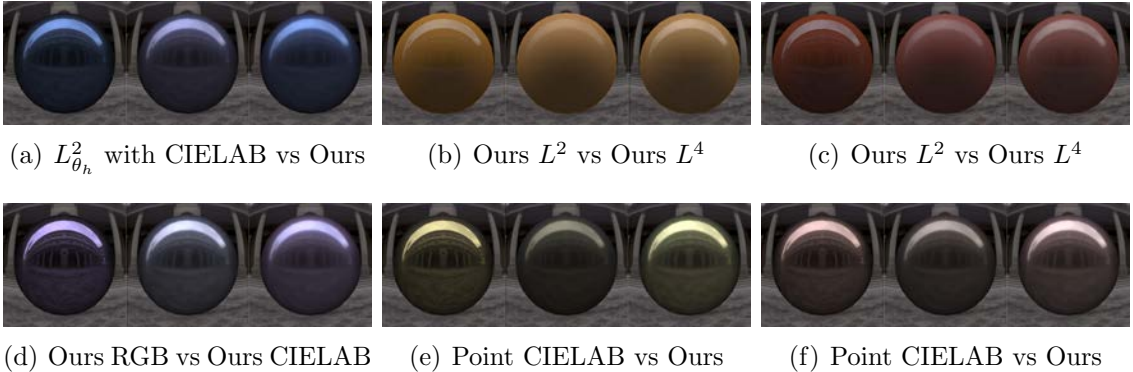 (a) $L^2_{\theta_h}$ with CIELAB vs Ours
(b) Ours $L^2$ vs Ours $L^4$
(c) Ours $L^2$ vs Ours $L^4$
(d) Ours RGB vs Ours CIELAB
(e) Point CIELAB vs Ours
(f) Point CIELAB vs Ours